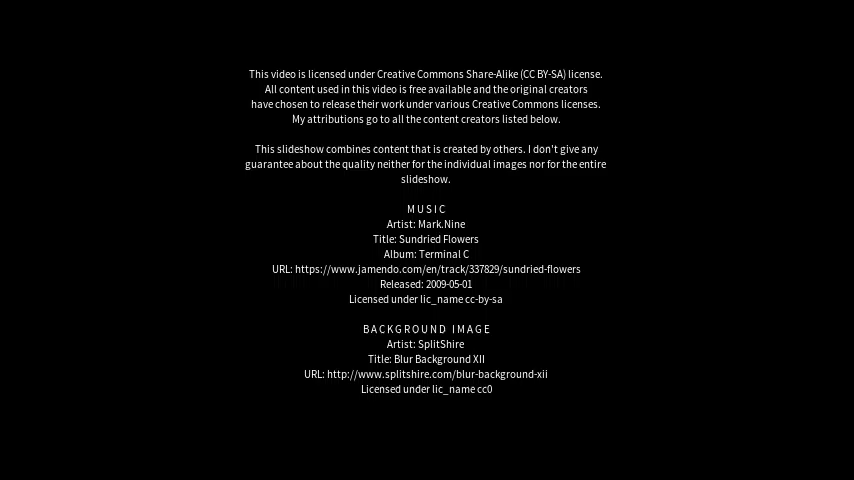 This video is licensed under Creative Commons Share-Alike (CC BY-SA) license.
All content used in this video is free available and the original creators
have chosen to release their work under various Creative Commons licenses.
My attributions go to all the content creators listed below.
This slideshow combines content that is created by others. I don't give any
guarantee about the quality neither for the individual images nor for the entire
slideshow.
MUSIC
Artist: Mark.Nine
Title: Sundried Flowers
Album: Terminal C
URL: https://www.jamendo.com/en/track/337829/sundried-flowers
Released: 2009-05-01
Licensed under lic_name cc-by-sa
BACKGROUND IMAGE
Artist: SplitShire
Title: Blur Background XII
URL: http://www.splitshire.com/blur-background-xii
Licensed under lic_name cc0